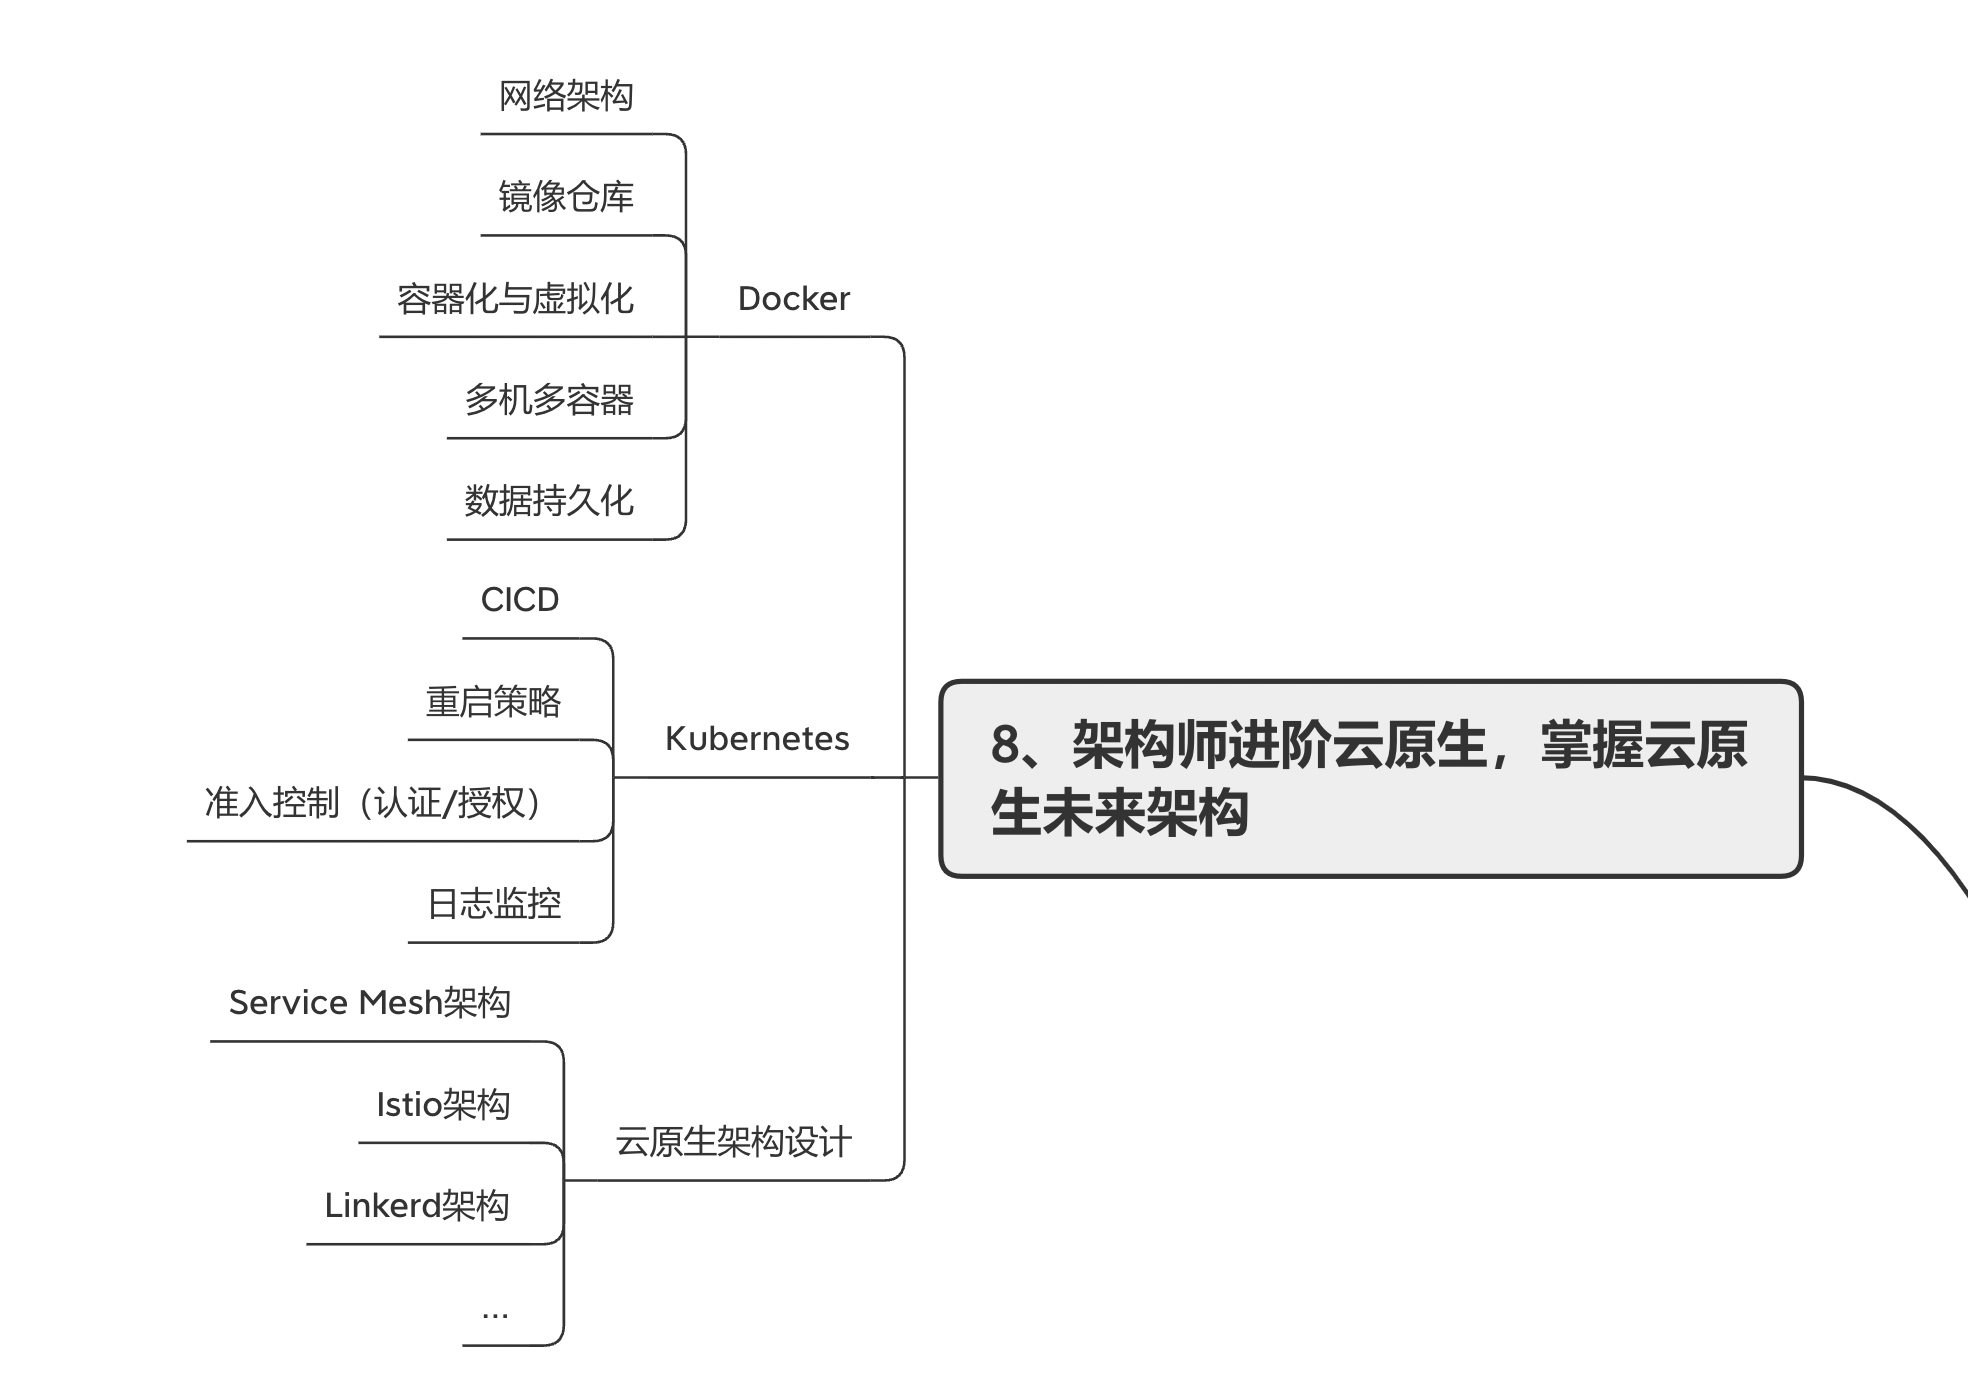 网络架构
镜像仓库
容器化与虚拟化
Docker
多机多容器
数据持久化
CICD
重启策略
Kubernetes
准入控制（认证/授权）
日志监控
8、架构师进阶云原生，掌握云原
生未来架构
Service Mesh架构
Istio架构
云原生架构设计
Linkerd架构
...